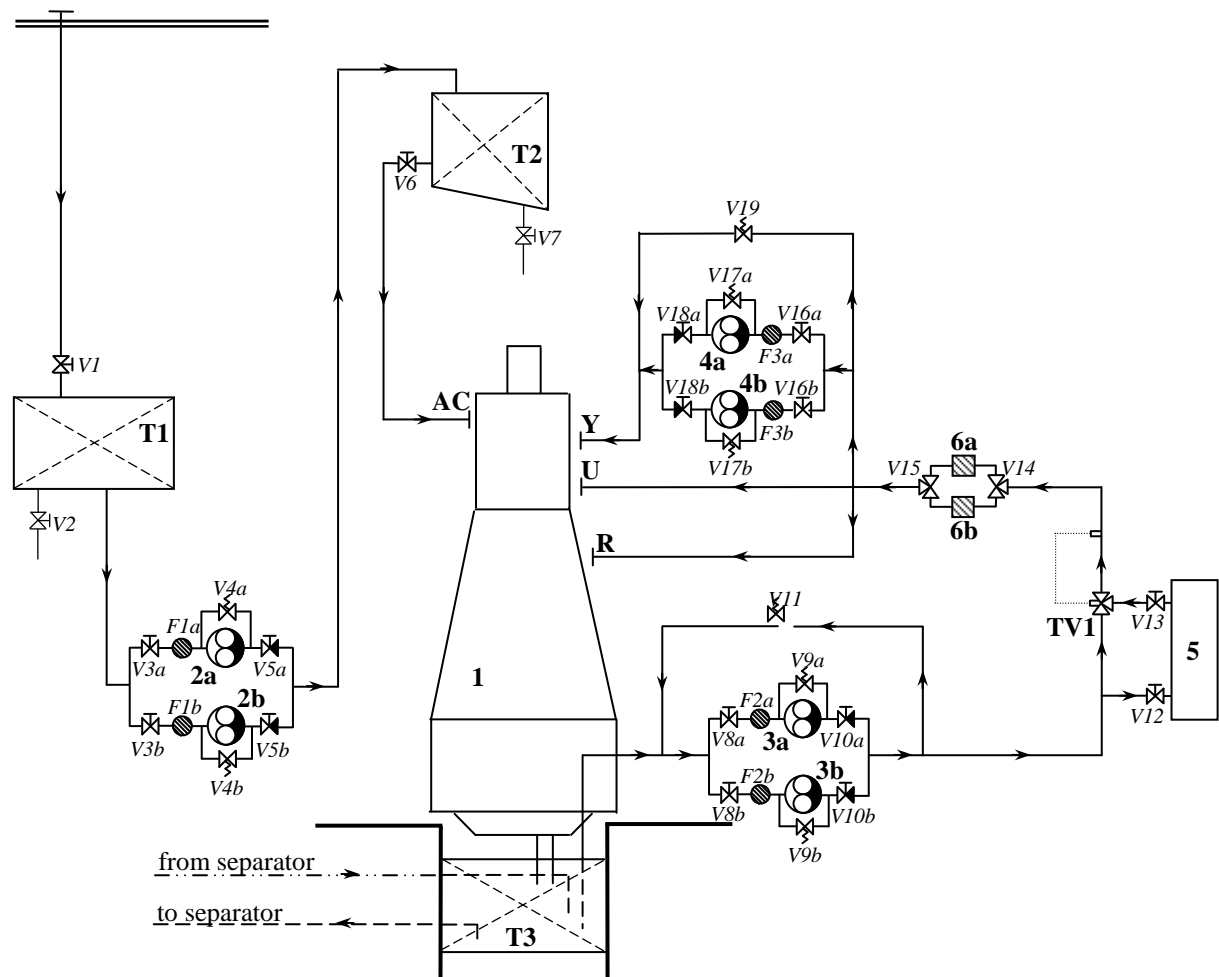 T2
V6
V7
V19
V17a
V18a
V16a
4a
F3a
V18b
4b
V16b
F3b
V17b
V1
T1
V2
AC
Y
U
R
6a
V15
V14
6b
V4a
F1a
V3a
2a
V5a
2b
F1b
V3b
V5b
V4b
1
V11
V9a
F2a
V8a
3a
V10a
F2b
3b
V8b
V10b
V9b
TV1
V13
5
V12
from separator
to separator
T3